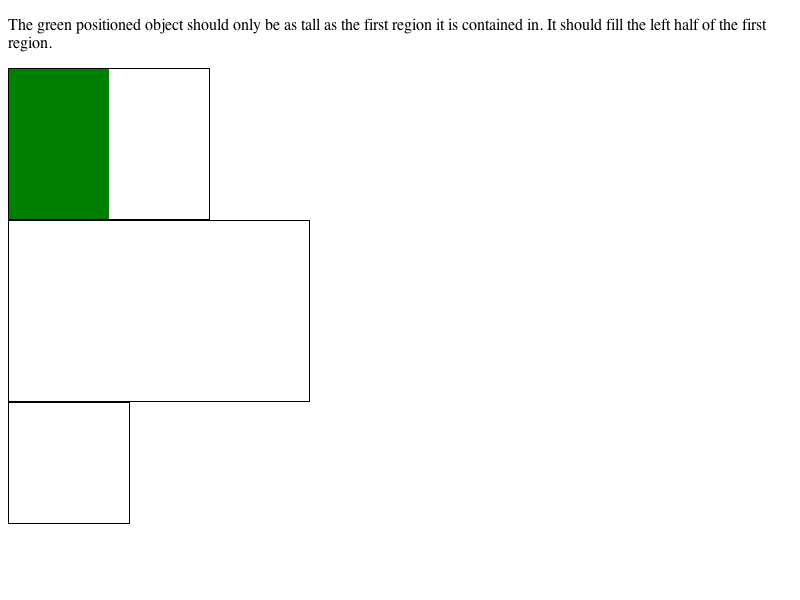 The green positioned object should only be as tall as the first region it is contained in. It should fill the left half of the first
region.